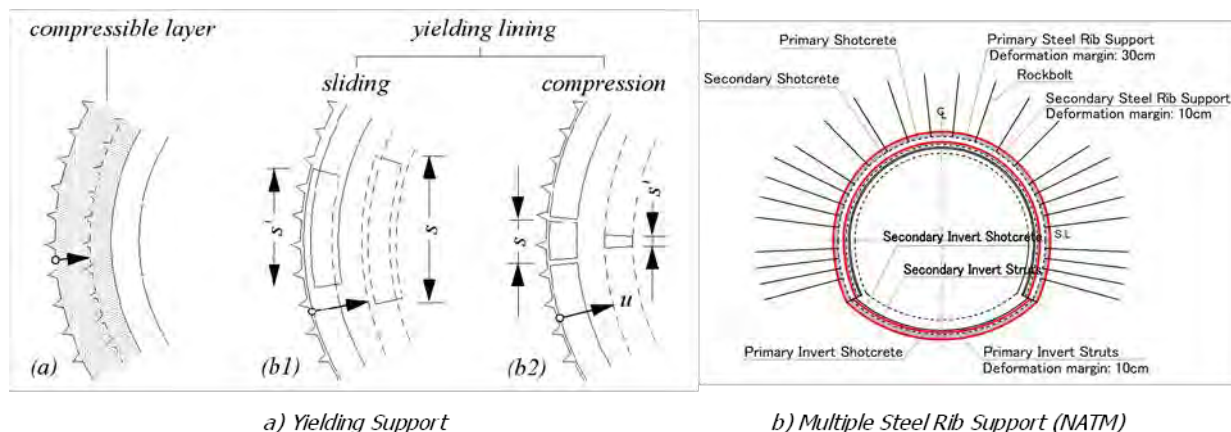 compressible layer
yielding lining
sliding
compression
s'
s
s
s'
u
(a)
(b1)
(b2)
Primary Shotcrete
Primary Steel Rib Support
Deformation margin: 30cm
Secondary Shotcrete
Rockbolt
Secondary Steel Rib Support
Deformation margin: 10cm
S.L
Secondary Invert Shotcrete
Secondary Invert Struts
Primary Invert Shotcrete
Primary Invert Struts
Deformation margin: 10cm
a) Yielding Support
b) Multiple Steel Rib Support (NATM)